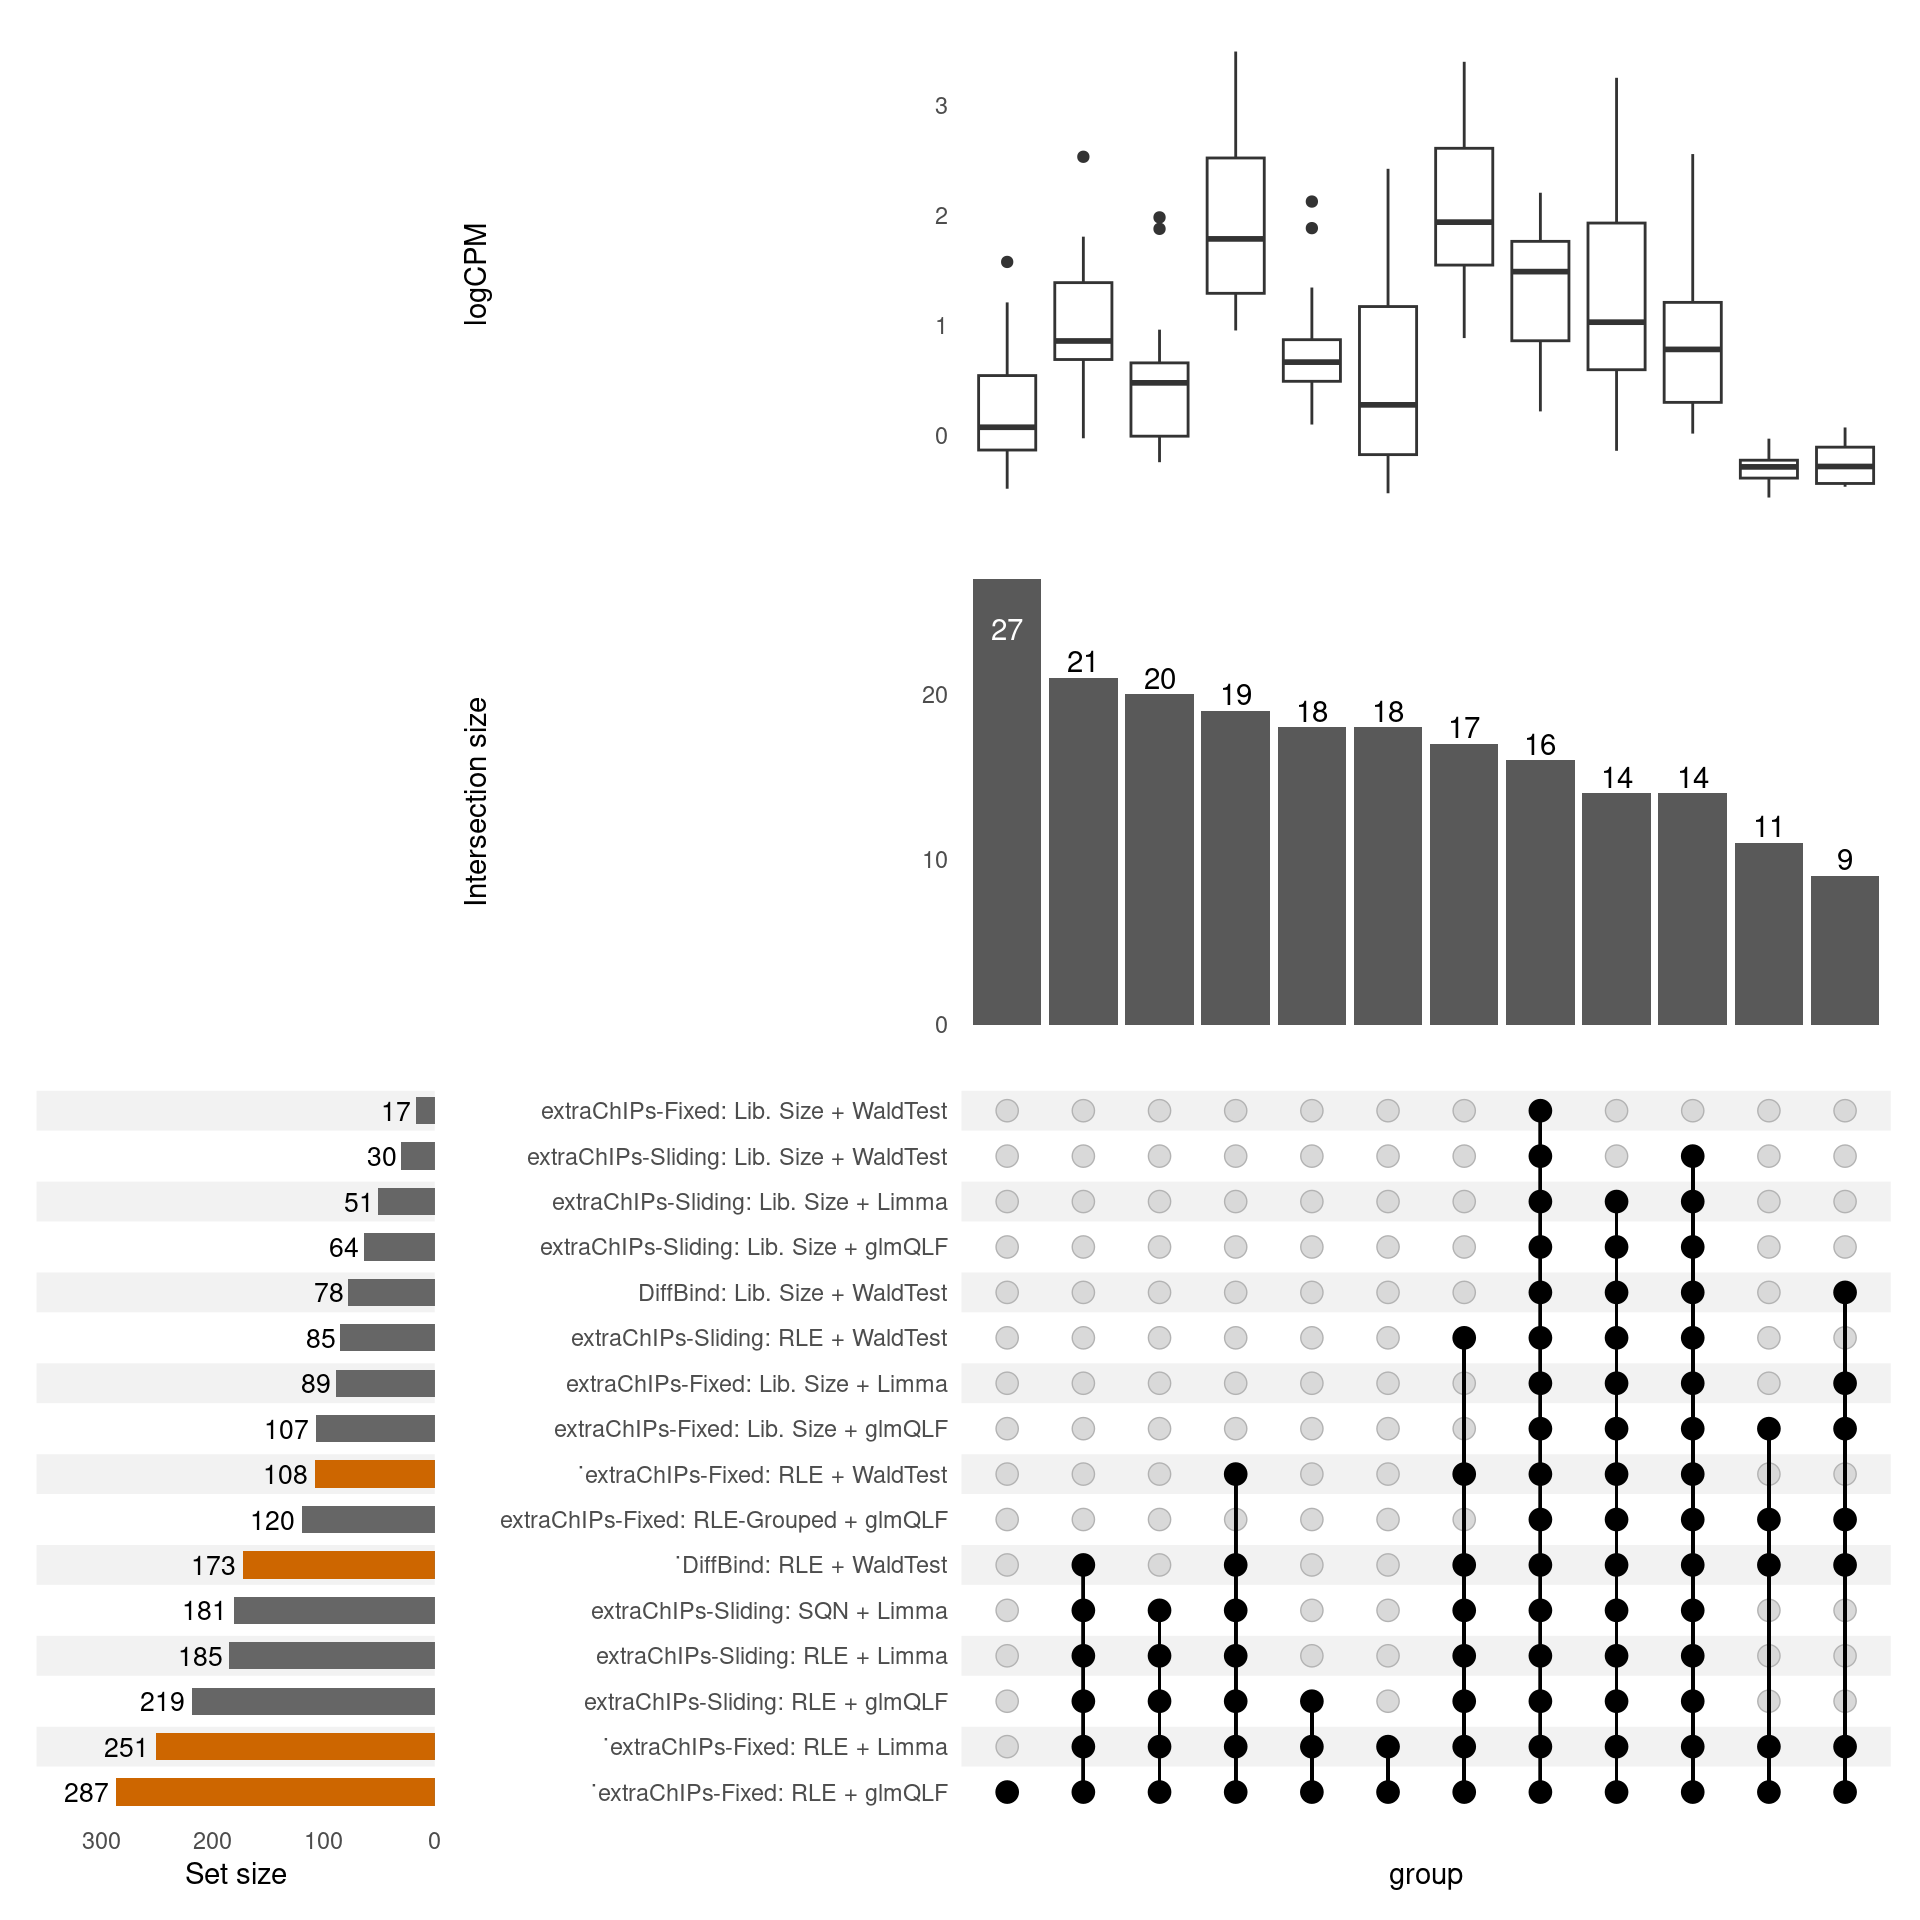 3
2
1
0
logCPM
27
21
20
19
18
18
17
16
14
14
11
9
20
10
0
Intersection size
17 extraChIPs-Fixed: Lib. Size + WaldTest
30 extraChIPs-Sliding: Lib. Size + WaldTest
51 extraChIPs-Sliding: Lib. Size + Limma
64 extraChIPs-Sliding: Lib. Size + glmQLF
78 DiffBind: Lib. Size + WaldTest
85 extraChIPs-Sliding: RLE + WaldTest
89 extraChIPs-Fixed: Lib. Size + Limma
107 extraChIPs-Fixed: Lib. Size + glmQLF
108 ˙extraChIPs-Fixed: RLE + WaldTest
120 extraChIPs-Fixed: RLE-Grouped + glmQLF
173 ˙DiffBind: RLE + WaldTest
181 extraChIPs-Sliding: SQN + Limma
185 extraChIPs-Sliding: RLE + Limma
219 extraChIPs-Sliding: RLE + glmQLF
251 ˙extraChIPs-Fixed: RLE + Limma
287 ˙extraChIPs-Fixed: RLE + glmQLF
300 200 100 0
Set size
group